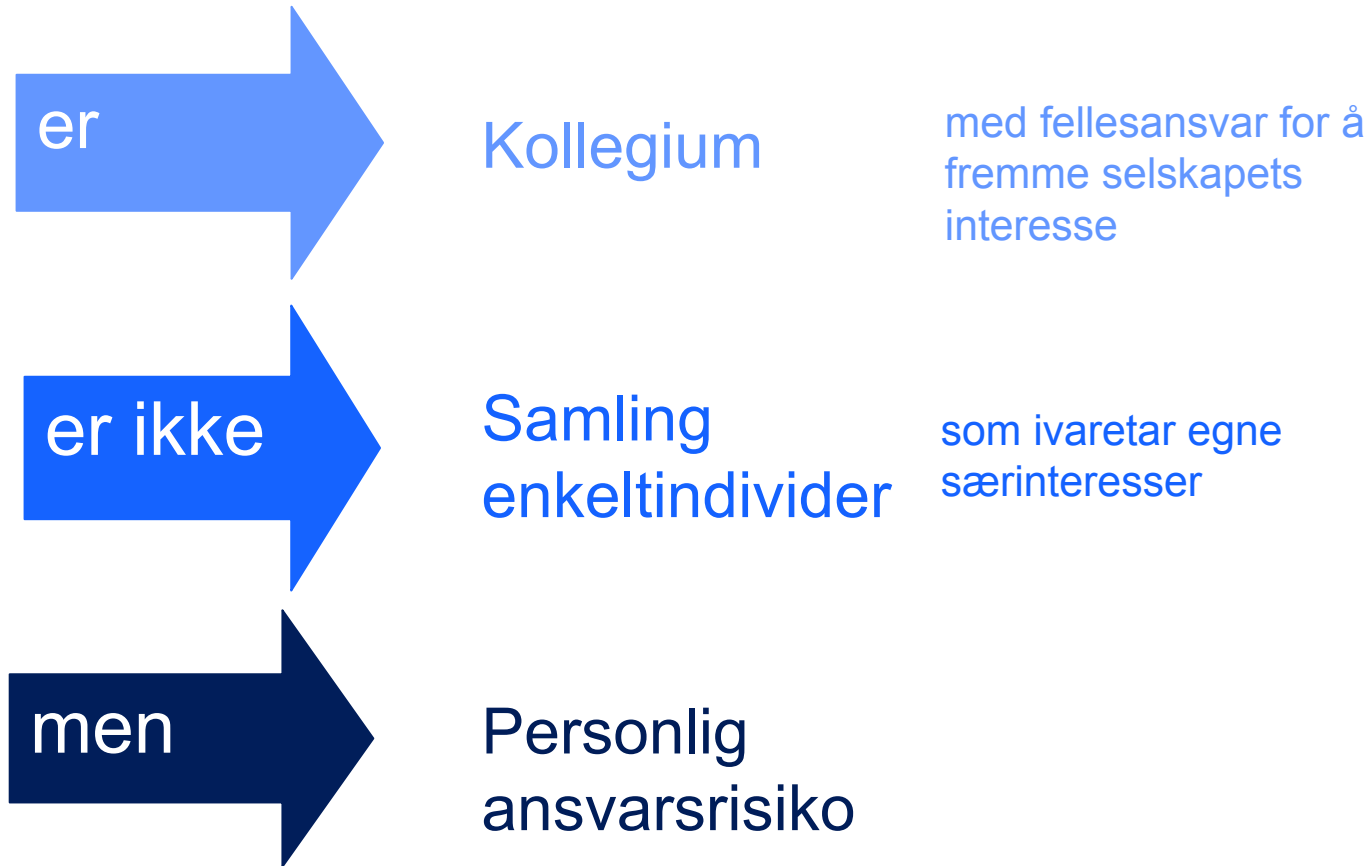 er
Kollegium
med fellesansvar for å
fremme selskapets
interesse
er ikke
Samling
enkeltindivider
som ivaretar egne
særinteresser
men
Personlig
ansvarsrisiko